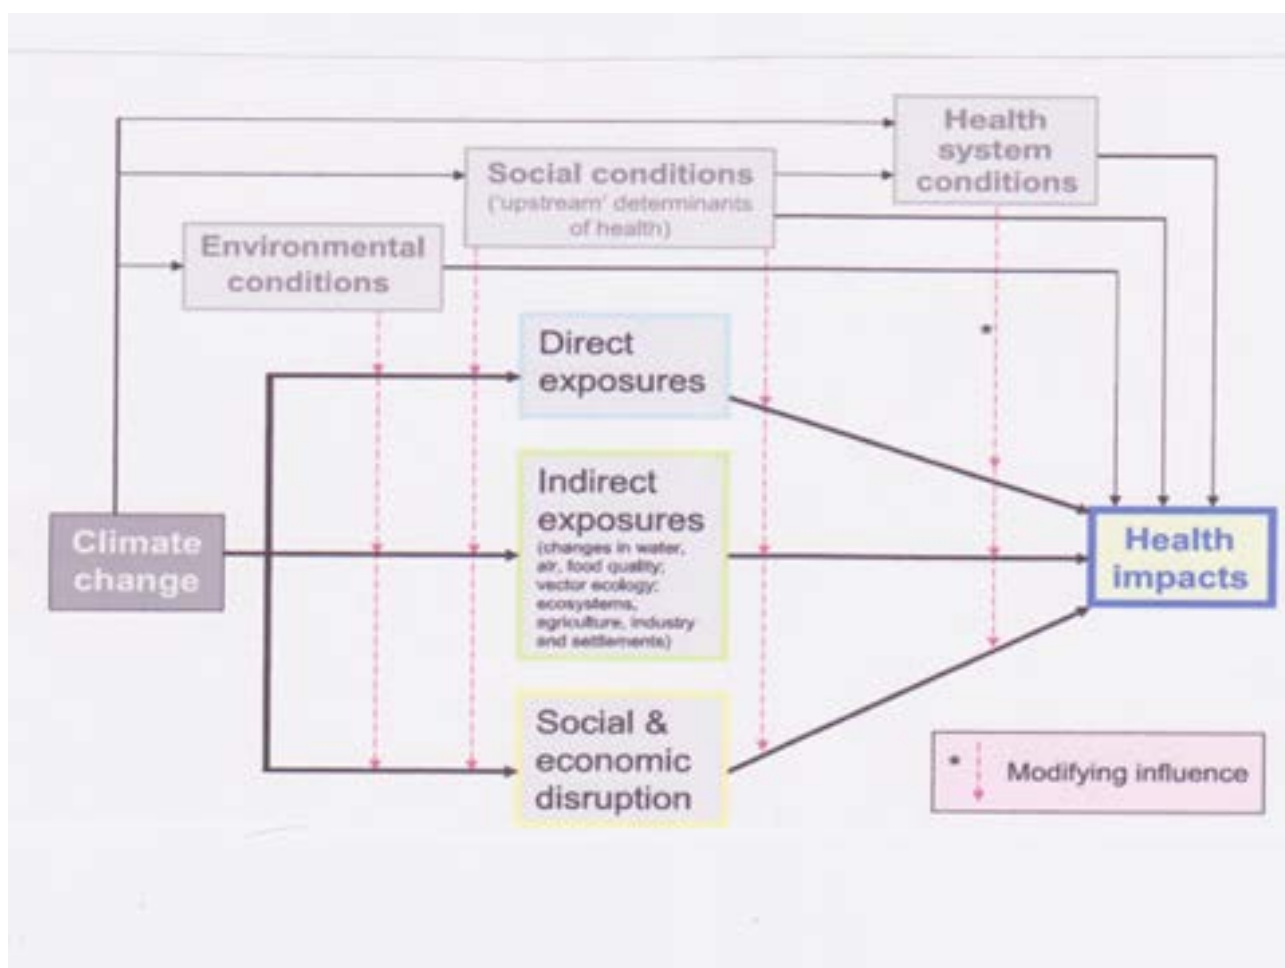 Health
system
conditions
Social conditions
('upstream' determinants
of health)
Environmental
conditions
*
Direct
exposures
Indirect
exposures
(changes in water,
air, food quality;
vector ecology;
ecosystems,
agriculture, industry
and settlements)
Climate
change
Health
impacts
Social &
economic
disruption
* Modifying influence